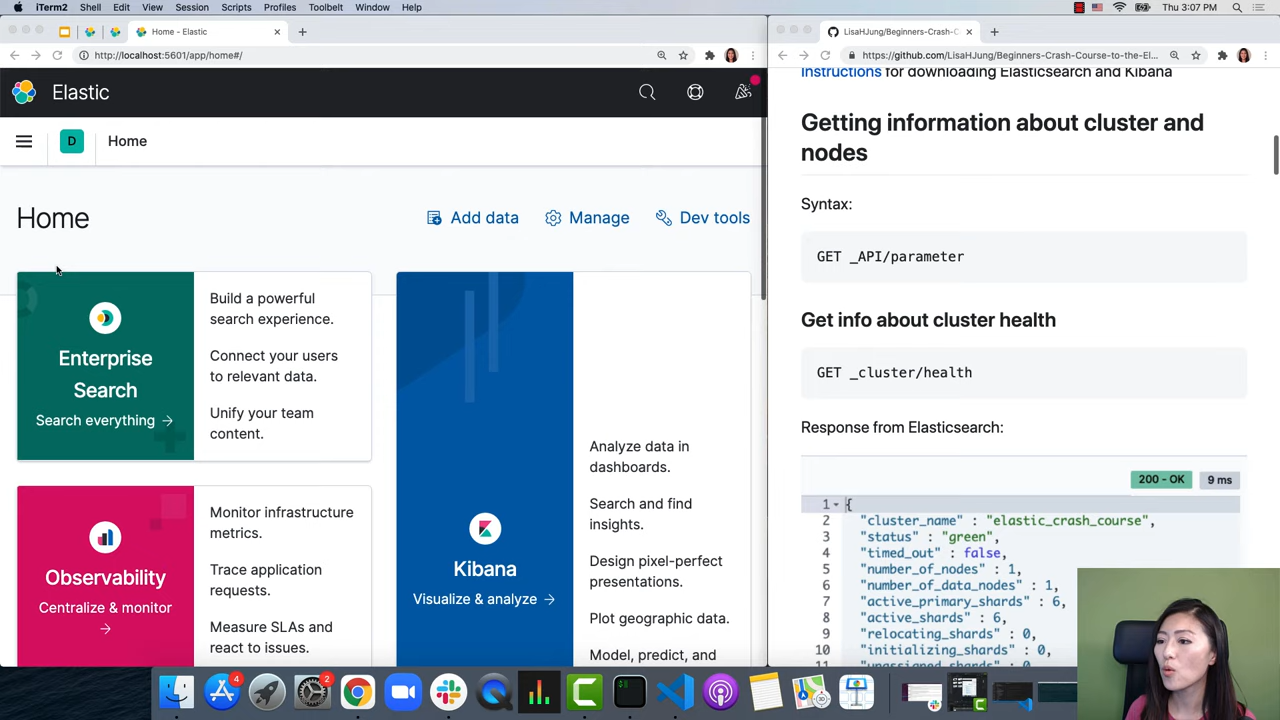 iTerm2 Shell Edit View Session Scripts Profiles Toolbelt Window Help
Thu 3:07 PM
Home - Elastic
http://localhost:5601/app/home#/
Elastic
D
Home
Home
Add data
Manage
Dev tools
Enterprise
Search
Search everything →
Build a powerful
search experience.
Connect your users
to relevant data.
Unify your team
content.
Observability
Centralize & monitor
→
Monitor infrastructure
metrics.
Trace application
requests.
Measure SLAs and
react to issues.
Kibana
Visualize & analyze →
Analyze data in
dashboards.
Search and find
insights.
Design pixel-perfect
presentations.
Plot geographic data.
Model, predict, and
LisaHJung/Beginners-Crash-C
https://github.com/LisaHJung/Beginners-Crash-Course-to-the-El...
Instructions for downloading Elasticsearch and Kibana
Getting information about cluster and
nodes
Syntax:
GET _API/parameter
Get info about cluster health
GET _cluster/health
Response from Elasticsearch:
200 - OK 9 ms
1 {
2 "cluster_name" : "elastic_crash_course",
3 "status" : "green",
4 "timed_out" : false,
5 "number_of_nodes" : 1,
6 "number_of_data_nodes" : 1,
7 "active_primary_shards" : 6,
8 "active_shards" : 6,
9 "relocating_shards" : 0,
10 "initializing_shards" : 0,
11 "unassigned_shards" : 0,
4
2